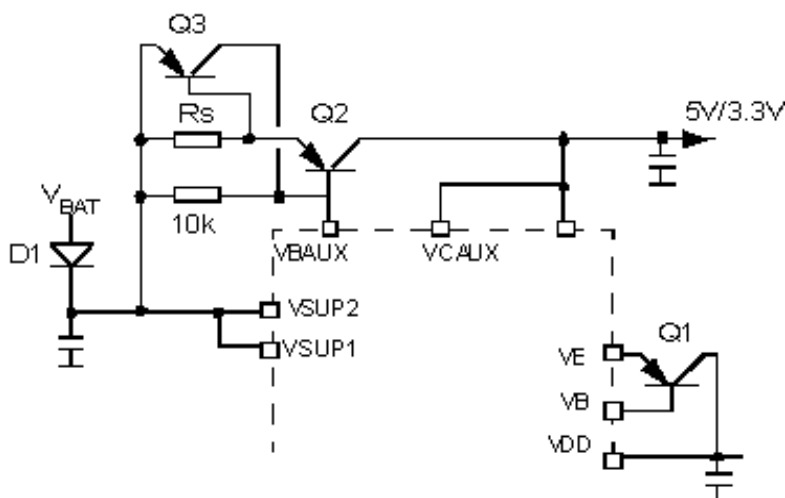 Q3
Rs
Q2
5V/3.3V
VBAT
10k
D1
VBAUX
VCAUX
VSUP2
VSUP1
VE
Q1
VB
VDD